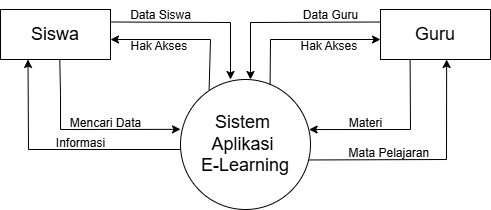 Data Siswa
Data Guru
Siswa
Guru
Hak Akses
Hak Akses
Sistem
Aplikasi
E-Learning
Mencari Data
Materi
Informasi
Mata Pelajaran